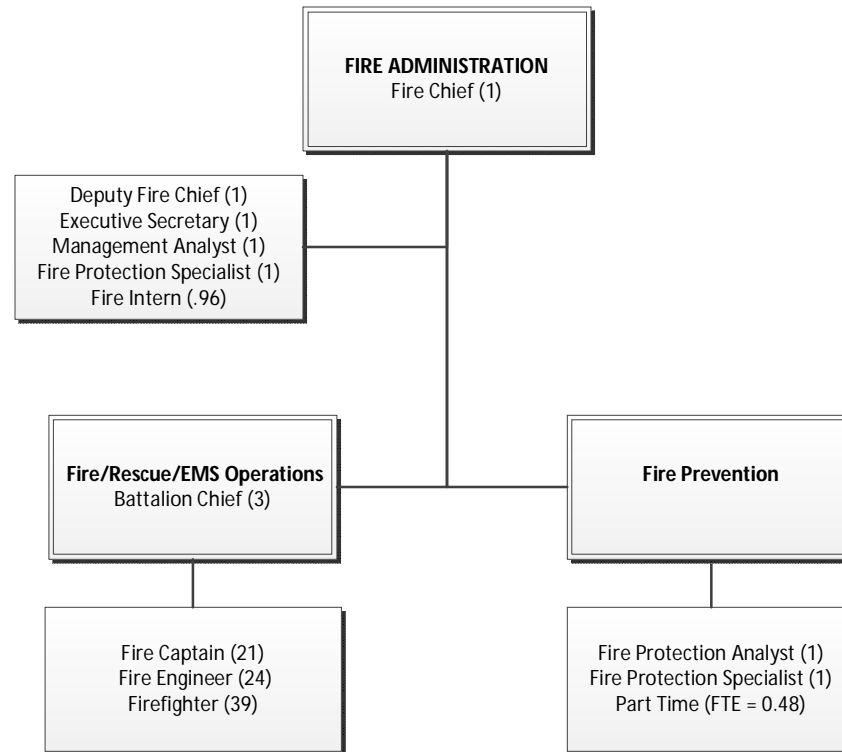 FIRE ADMINISTRATION
Fire Chief (1)
Deputy Fire Chief (1)
Executive Secretary (1)
Management Analyst (1)
Fire Protection Specialist (1)
Fire Intern (.96)
Fire/Rescue/EMS Operations
Battalion Chief (3)
Fire Prevention
Fire Captain (21)
Fire Engineer (24)
Firefighter (39)
Fire Protection Analyst (1)
Fire Protection Specialist (1)
Part Time (FTE = 0.48)